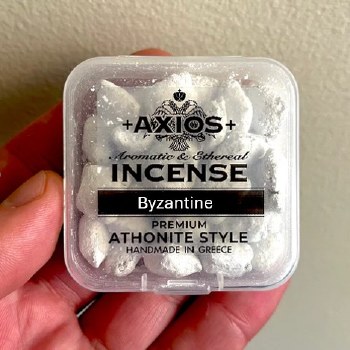 +AXIOS+
Aromatic & Ethereal
INCENSE
Byzantine
PREMIUM
ATHONITE STYLE
HANDMADE IN GREECE